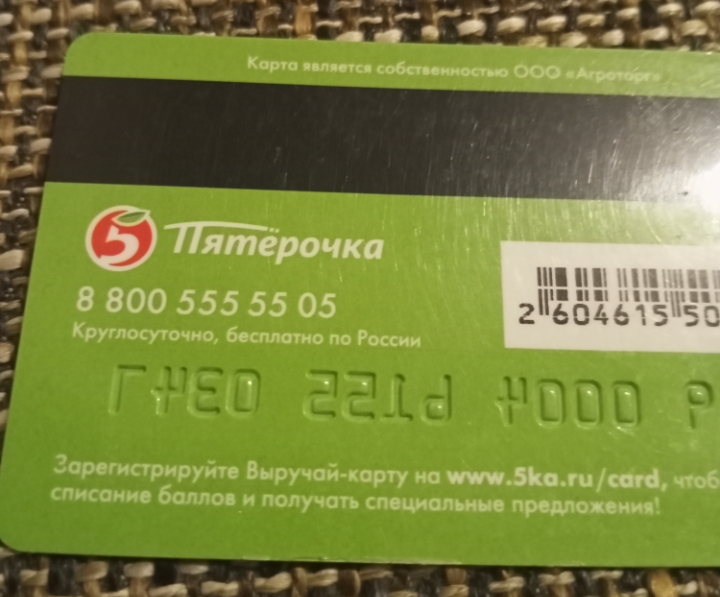 Карта является собственностью ООО «Агроторг»
5 Пятёрочка
8 800 555 55 05
2 604615 50
Круглосуточно, бесплатно по России
Зарегистрируйте Выручай-карту на www.5ka.ru/card, чтоб
списание баллов и получать специальные предложения!